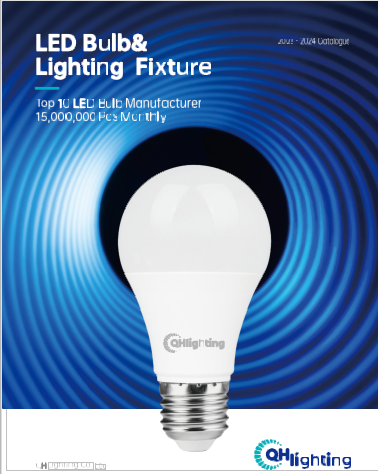 LED Bulb&
Lighting Fixture
2023 - 2024 Catalogue
Top 10 LED Bulb Manufacturer
15,000,000 Pcs Monthly
QHlighting
QHlighting